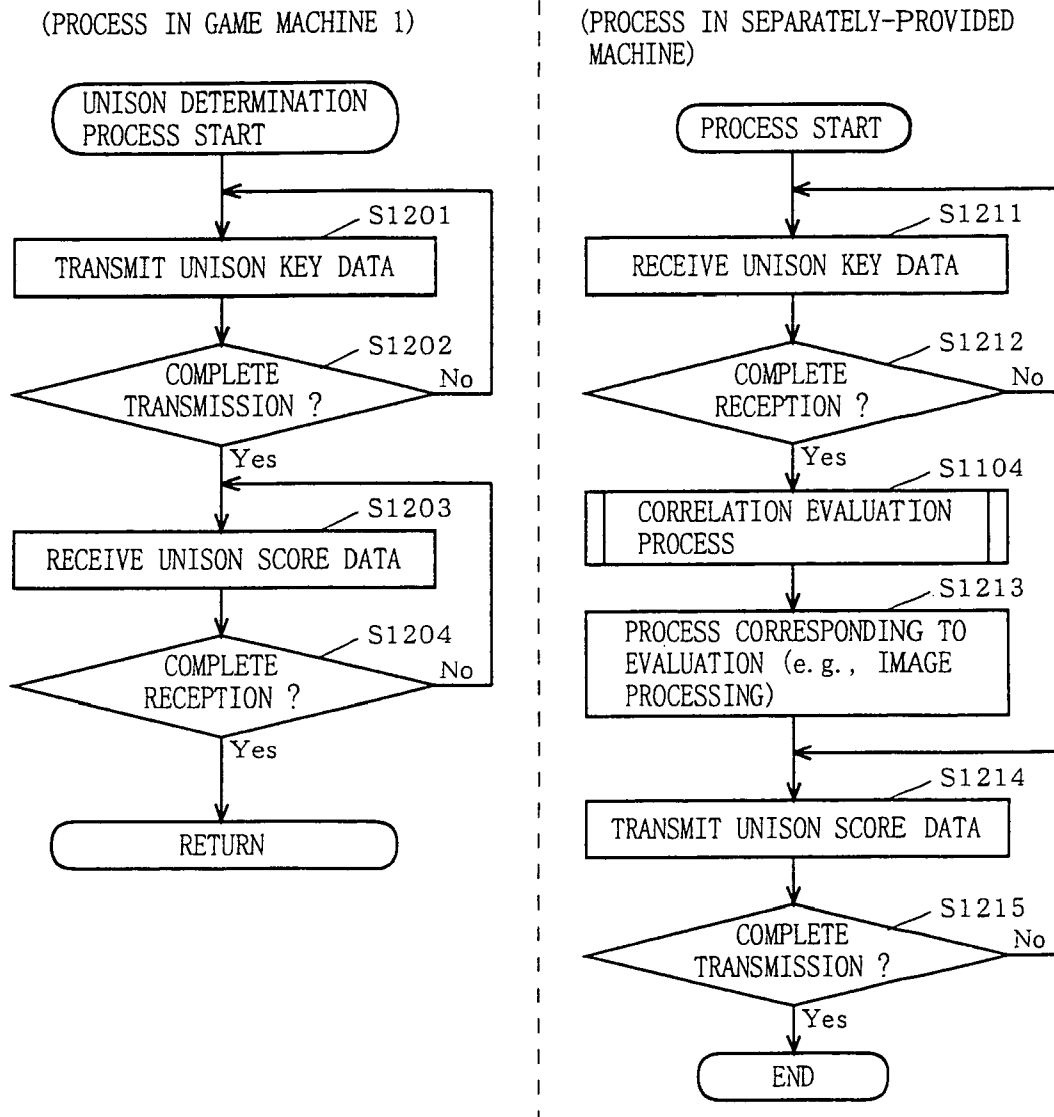 (PROCESS IN GAME MACHINE 1)
UNISON DETERMINATION
PROCESS START
S1201
TRANSMIT UNISON KEY DATA
S1202
COMPLETE
TRANSMISSION ?
No
Yes
S1203
RECEIVE UNISON SCORE DATA
S1204
COMPLETE
RECEPTION ?
No
Yes
RETURN
(PROCESS IN SEPARATELY-PROVIDED
MACHINE)
PROCESS START
S1211
RECEIVE UNISON KEY DATA
S1212
COMPLETE
RECEPTION ?
No
Yes
S1104
CORRELATION EVALUATION
PROCESS
S1213
PROCESS CORRESPONDING TO
EVALUATION (e.g., IMAGE
PROCESSING)
S1214
TRANSMIT UNISON SCORE DATA
S1215
COMPLETE
TRANSMISSION ?
No
Yes
END